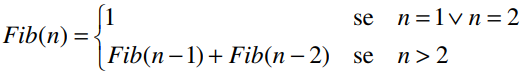 Fib(n) = { 1 se n = 1 ∨ n = 2
Fib(n − 1) + Fib(n − 2) se n > 2